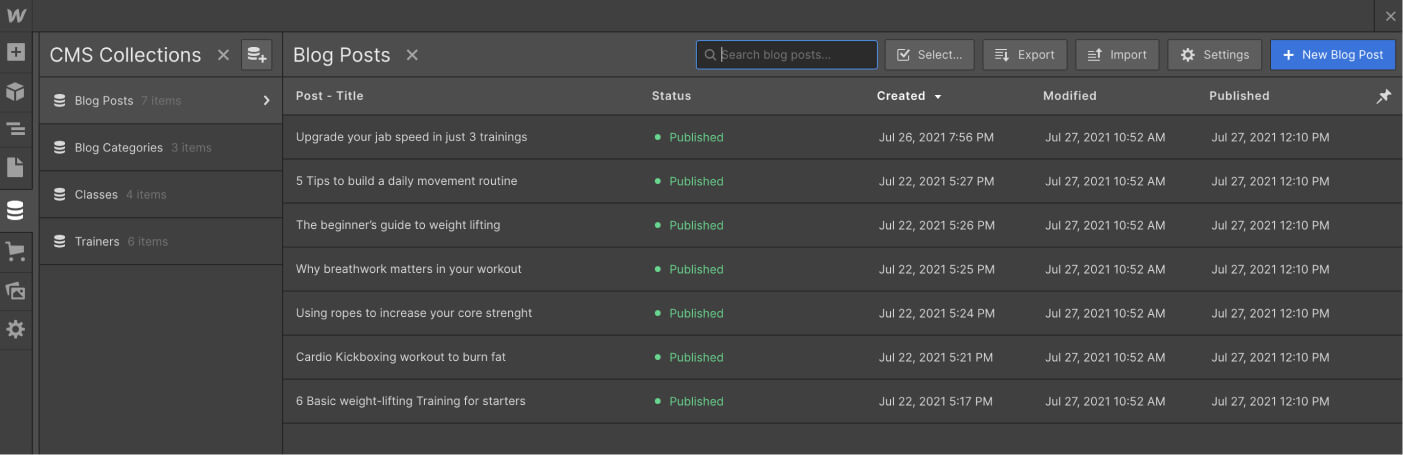 W
CMS Collections
Blog Posts 7 items
Blog Categories 3 items
Classes 4 items
Trainers 6 items
Blog Posts
Search blog posts...
Select...
Export
Import
Settings
+ New Blog Post
Post - Title Status Created Modified Published
Upgrade your jab speed in just 3 trainings Published Jul 26, 2021 7:56 PM Jul 27, 2021 10:52 AM Jul 27, 2021 12:10 PM
5 Tips to build a daily movement routine Published Jul 22, 2021 5:27 PM Jul 27, 2021 10:52 AM Jul 27, 2021 12:10 PM
The beginner’s guide to weight lifting Published Jul 22, 2021 5:26 PM Jul 27, 2021 10:52 AM Jul 27, 2021 12:10 PM
Why breathwork matters in your workout Published Jul 22, 2021 5:25 PM Jul 27, 2021 10:52 AM Jul 27, 2021 12:10 PM
Using ropes to increase your core strenght Published Jul 22, 2021 5:24 PM Jul 27, 2021 10:52 AM Jul 27, 2021 12:10 PM
Cardio Kickboxing workout to burn fat Published Jul 22, 2021 5:21 PM Jul 27, 2021 10:52 AM Jul 27, 2021 12:10 PM
6 Basic weight-lifting Training for starters Published Jul 22, 2021 5:17 PM Jul 27, 2021 10:52 AM Jul 27, 2021 12:10 PM